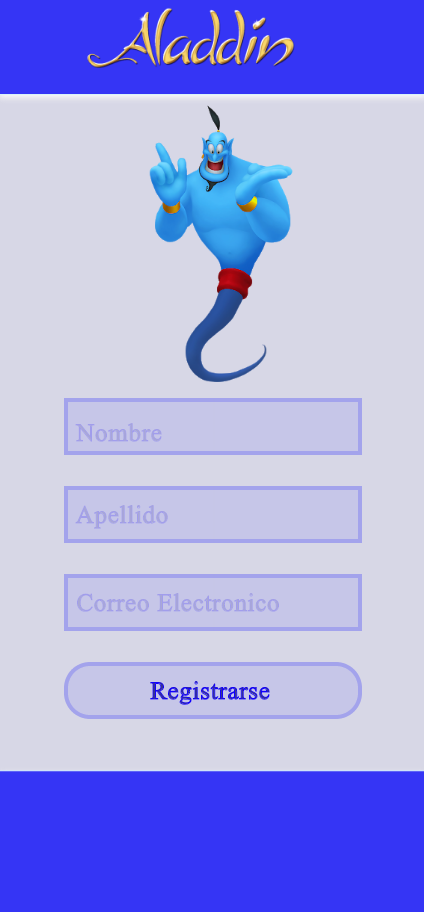 Aladdin
Nombre
Apellido
Correo Electronico
Registrarse